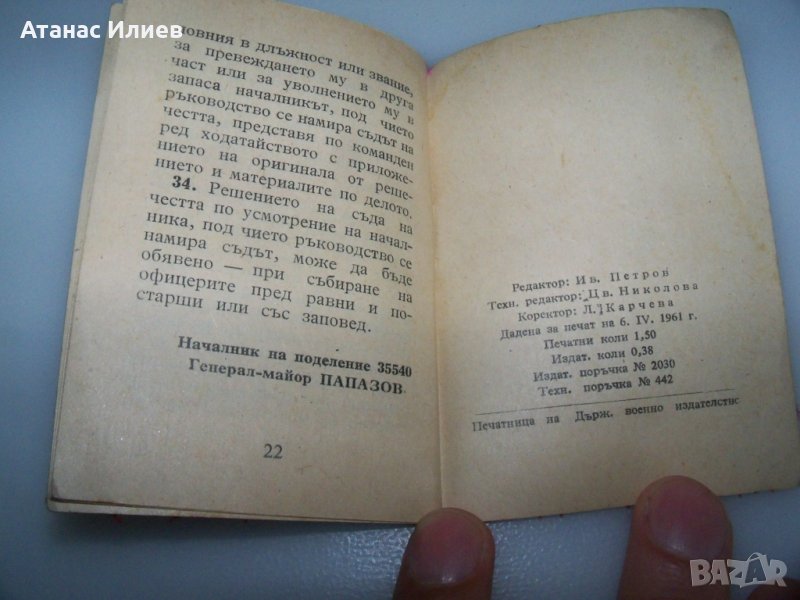 Атанас Илиев
ловния в длъжност или звание,
за превеждането му в друга
част или за уволнението му в
запаса началникът, под чието
ръководство се намира съдът на
честта, представя по команден
ред ходатайството с приложе-
нието на оригинала от реше-
нието и материалите по делото.
34. Решението на съда на
честта по усмотрение на начал-
ника, под чието ръководство се
намира съдът, може да бъде
обявено — при събиране на
офицерите пред равни и по-
старши или със заповед.
Началник на поделение 35540
Генерал-майор ПАПАЗОВ
22
Редактор: Ив. Петров
Техн. редактор: Цв. Николова
Коректор: Л. Карчева
Дадена за печат на 6. IV. 1961 г.
Печатни коли 1,50
Издат. коли 0,38
Издат. поръчка № 2030
Техн. поръчка № 442
Печатница на Държ. военно издателство
BAZAR